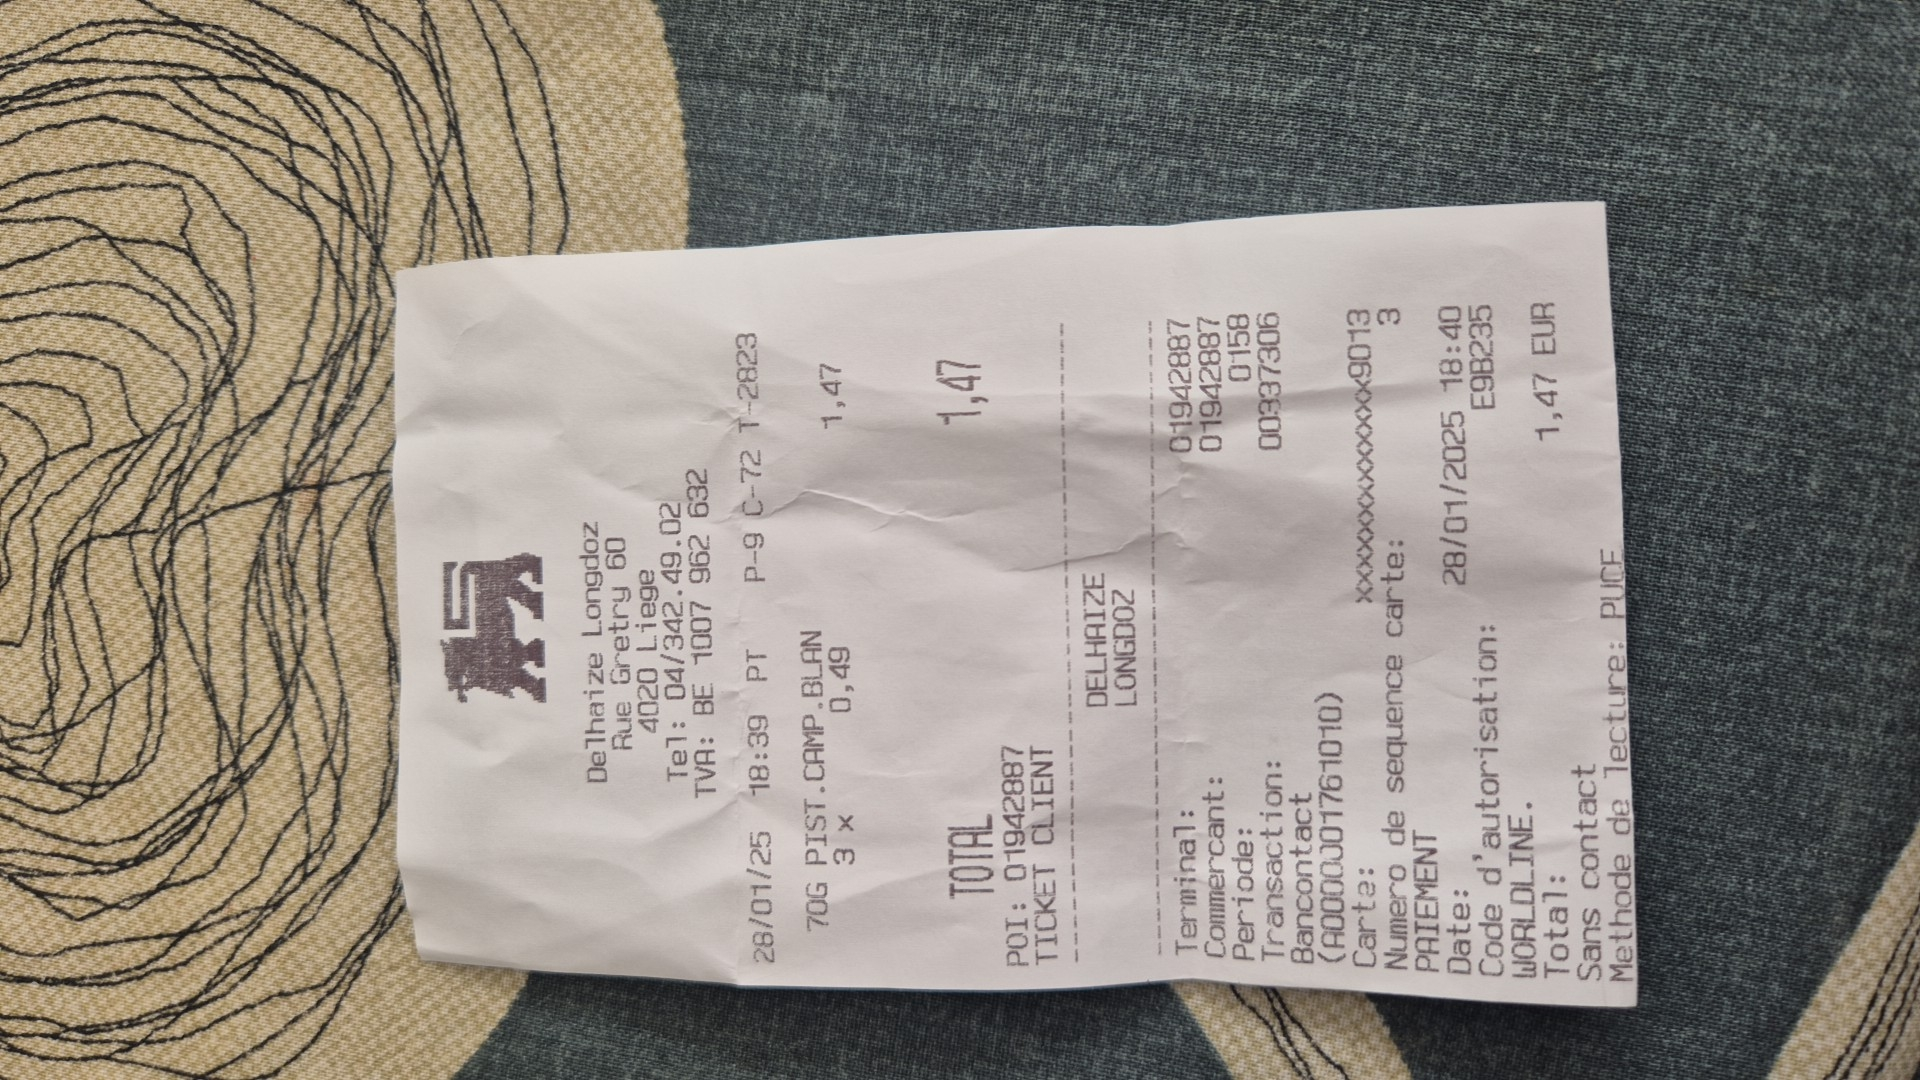 Delhaize Longdoz
Rue Gretry 60
4020 Liege
Tel: 04/342.49.02
TVA: BE 1007 962 632
28/01/25 18:39 PT P-9 C-72 T-2823
70G PIST.CAMP.BLAN 1,47
3 x 0,49
TOTAL 1,47
POI: 01942887
TICKET CLIENT
DELHAIZE
LONGDOZ
Terminal: 01942887
Commercant: 01942887
Periode: 0158
Transaction: 00337306
Bancontact
(A0000001761010)
Carte: xxxxxxxxxxxxxxx9013
Numero de sequence carte: 3
PAIEMENT
Date: 28/01/2025 18:40
Code d'autorisation: E9B235
WORLDLINE.
Total: 1,47 EUR
Sans contact
Methode de lecture: PUCE